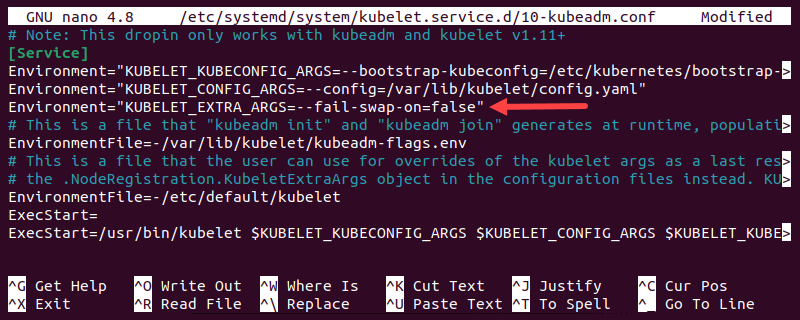 GNU nano 4.8 /etc/systemd/system/kubelet.service.d/10-kubeadm.conf Modified
# Note: This dropin only works with kubeadm and kubelet v1.11+
[Service]
Environment="KUBELET_KUBECONFIG_ARGS=--bootstrap-kubeconfig=/etc/kubernetes/bootstrap->
Environment="KUBELET_CONFIG_ARGS=--config=/var/lib/kubelet/config.yaml"
Environment="KUBELET_EXTRA_ARGS=--fail-swap-on=false"
# This is a file that "kubeadm init" and "kubeadm join" generates at runtime, populati>
EnvironmentFile=-/var/lib/kubelet/kubeadm-flags.env
# This is a file that the user can use for overrides of the kubelet args as a last res>
# the .NodeRegistration.KubeletExtraArgs object in the configuration files instead. KU>
EnvironmentFile=-/etc/default/kubelet
ExecStart=
ExecStart=/usr/bin/kubelet $KUBELET_KUBECONFIG_ARGS $KUBELET_CONFIG_ARGS $KUBELET_KUBE>
^G Get Help ^O Write Out ^W Where Is ^K Cut Text ^J Justify ^C Cur Pos
^X Exit ^R Read File ^\ Replace ^U Paste Text ^T To Spell ^_ Go To Line